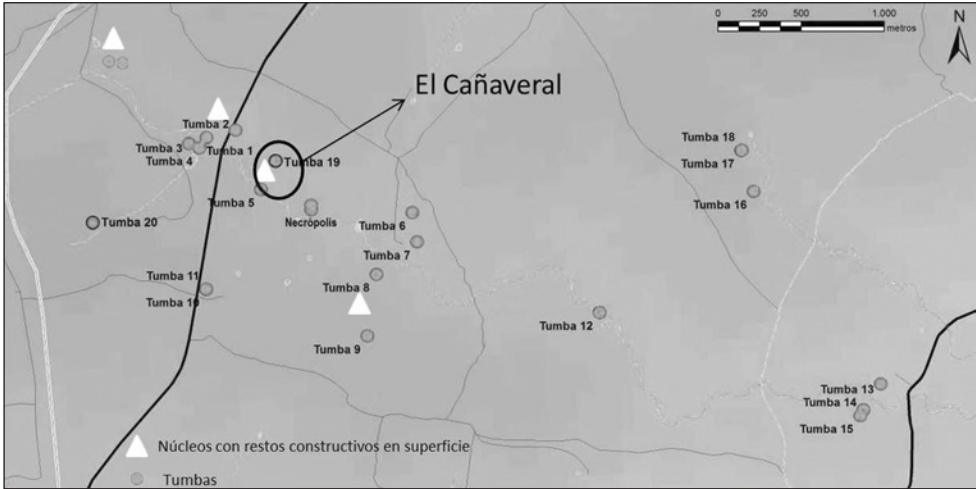 0 250 500 1.000
metros
N
El Cañaveral
Tumba 2
Tumba 3
Tumba 1
Tumba 4
Tumba 19
Tumba 5
Necrópolis
Tumba 18
Tumba 17
Tumba 16
Tumba 20
Tumba 6
Tumba 7
Tumba 11
Tumba 8
Tumba 10
Tumba 12
Tumba 9
Tumba 13
Tumba 14
Tumba 15
Núcleos con restos constructivos en superficie
Tumbas